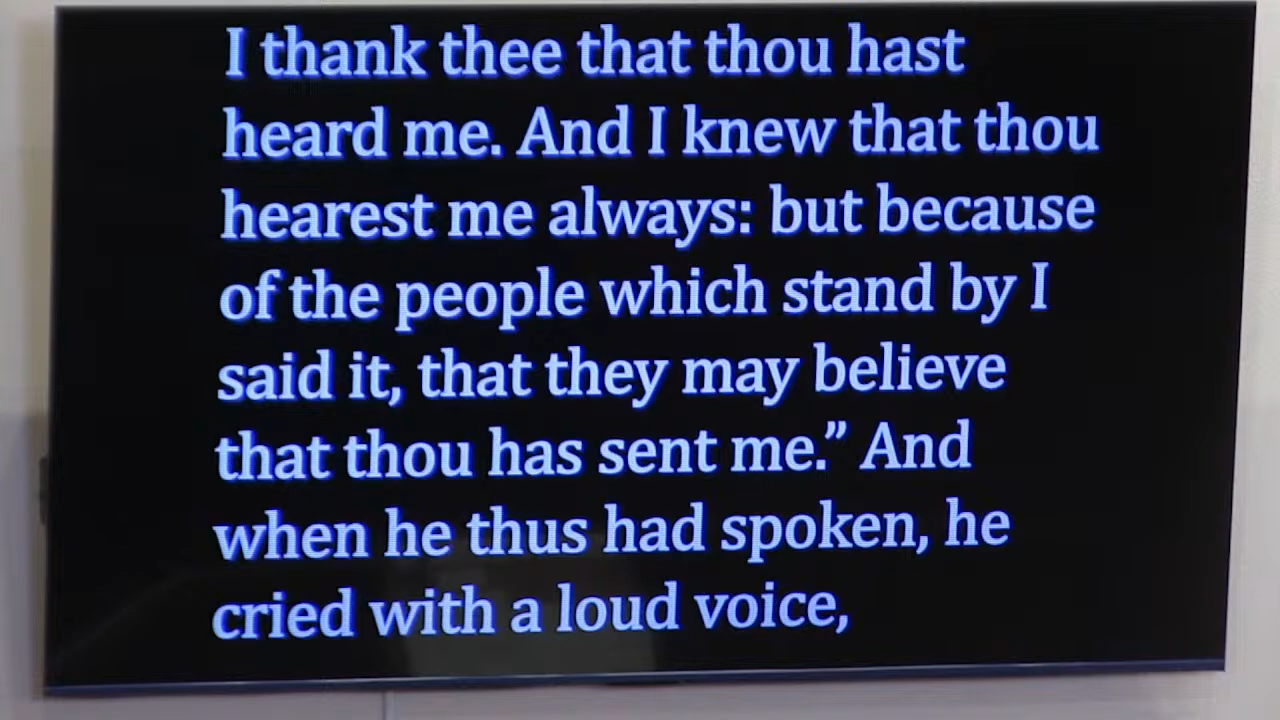 I thank thee that thou hast
heard me. And I knew that thou
hearest me always: but because
of the people which stand by I
said it, that they may believe
that thou has sent me.” And
when he thus had spoken, he
cried with a loud voice,